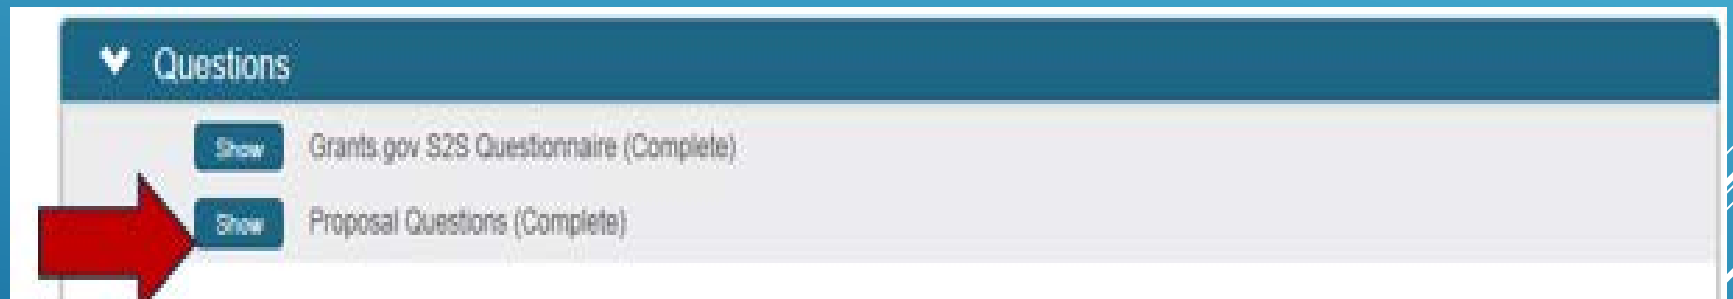 Questions
Show Grants.gov S2S Questionnaire (Complete)
Show Proposal Questions (Complete)